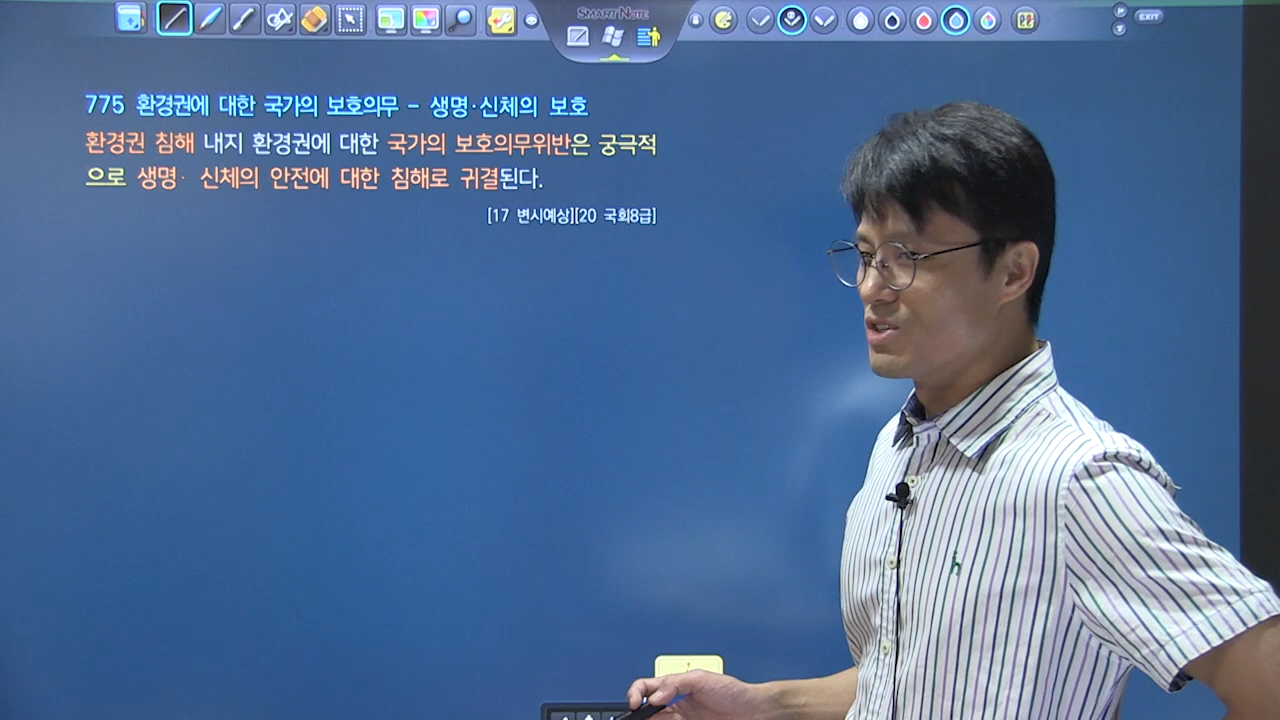 SMART NOTE
EXIT
775 환경권에 대한 국가의 보호의무 – 생명·신체의 보호
환경권 침해 내지 환경권에 대한 국가의 보호의무위반은 궁극적
으로 생명· 신체의 안전에 대한 침해로 귀결된다.
[17 변시예상][20 국회8급]